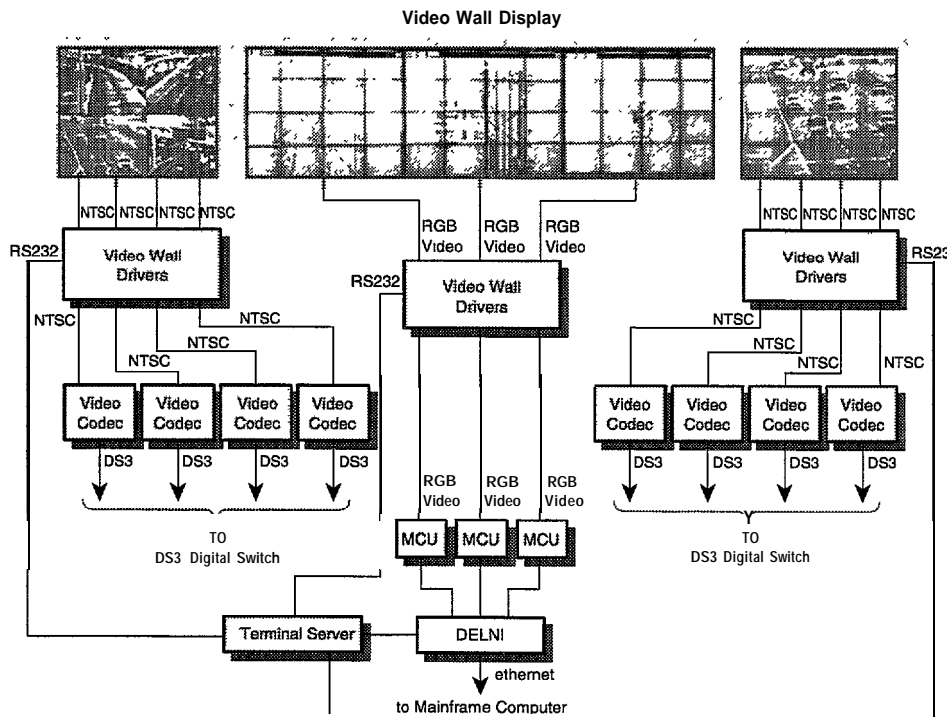 Video Wall Display
NTSC NTSC NTSC NTSC
NTSC NTSC NTSC NTSC
RGB Video
RGB Video
RGB Video
RS232
Video Wall Drivers
RS232
Video Wall Drivers
Video Wall Drivers
RS23
NTSC
NTSC
NTSC
NTSC
NTSC
NTSC
NTSC
NTSC
Video Codec
Video Codec
Video Codec
Video Codec
Video Codec
Video Codec
Video Codec
Video Codec
DS3 DS3 DS3 DS3
DS3 DS3 DS3 DS3
RGB Video
RGB Video
RGB Video
TO
DS3 Digital Switch
MCU MCU MCU
TO
DS3 Digital Switch
Terminal Server
DELNI
ethernet
to Mainframe Computer